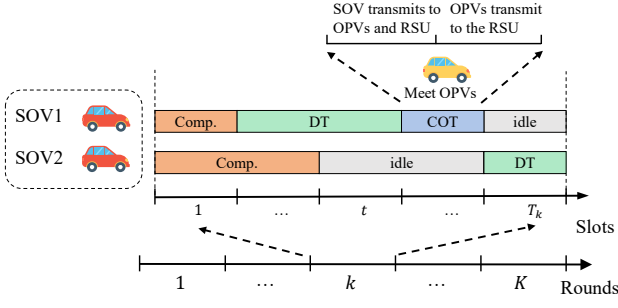 SOV transmits to OPVs transmit
OPVs and RSU to the RSU
Meet OPVs
SOV1 Comp. DT COT idle
SOV2 Comp. idle DT
1 ... t ... T_k
Slots
1 ... k ... K
Rounds